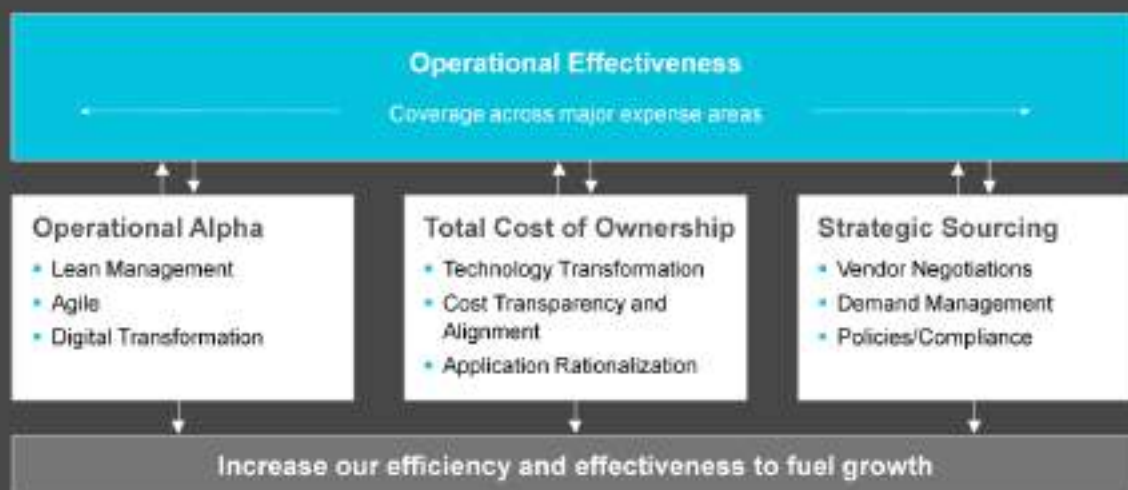 Operational Effectiveness
Coverage across major expense areas
Operational Alpha
Lean Management
Agile
Digital Transformation
Total Cost of Ownership
Technology Transformation
Cost Transparency and
Alignment
Application Rationalization
Strategic Sourcing
Vendor Negotiations
Demand Management
Policies/Compliance
Increase our efficiency and effectiveness to fuel growth